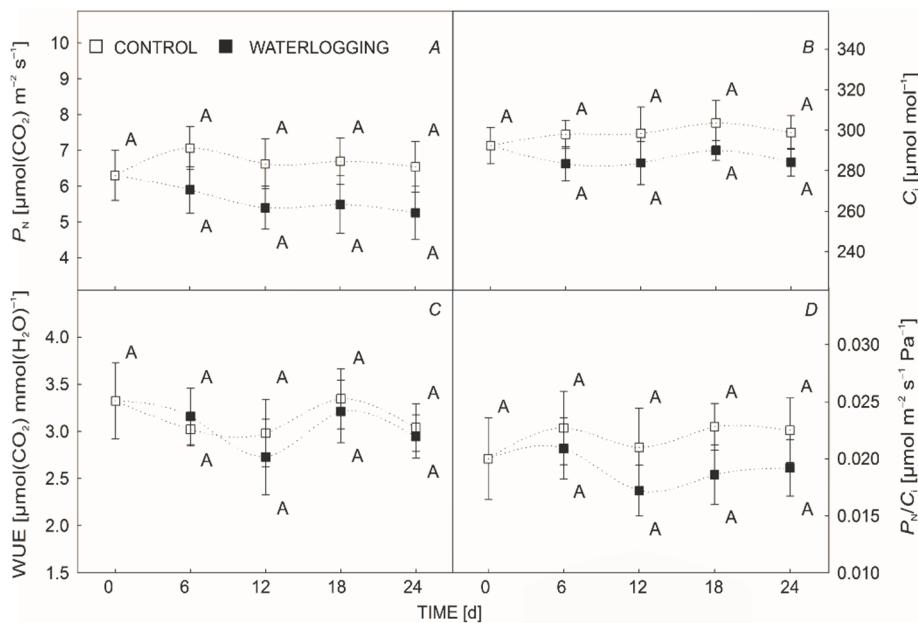 CONTROL WATERLOGGING A
P_N [µmol(CO₂) m⁻² s⁻¹]
10
9
8
7
6
5
4
A
A
A
A
A
A
A
A
A
B
C_i [µmol mol⁻¹]
340
320
300
280
260
240
A
A
A
A
A
A
A
A
A
C
WUE [µmol(CO₂) mmol(H₂O)⁻¹]
4.0
3.5
3.0
2.5
2.0
1.5
A
A
A
A
A
A
A
A
A
0 6 12 18 24
D
P_N/C_i [µmol m⁻² s⁻¹ Pa⁻¹]
0.030
0.025
0.020
0.015
0.010
A
A
A
A
A
A
A
A
A
0 6 12 18 24
TIME [d]